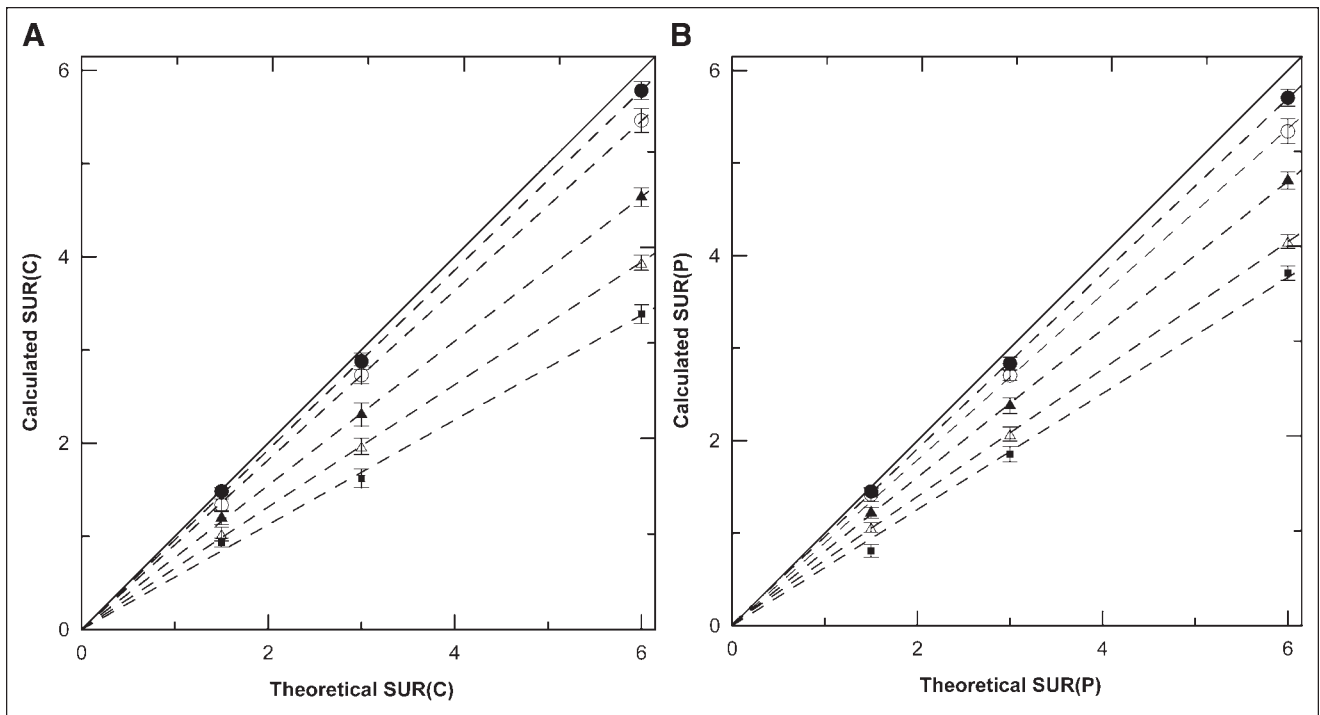 A
6
4
2
0
Calculated SUR(C)
0 2 4 6
Theoretical SUR(C)
B
6
4
2
0
Calculated SUR(P)
0 2 4 6
Theoretical SUR(P)